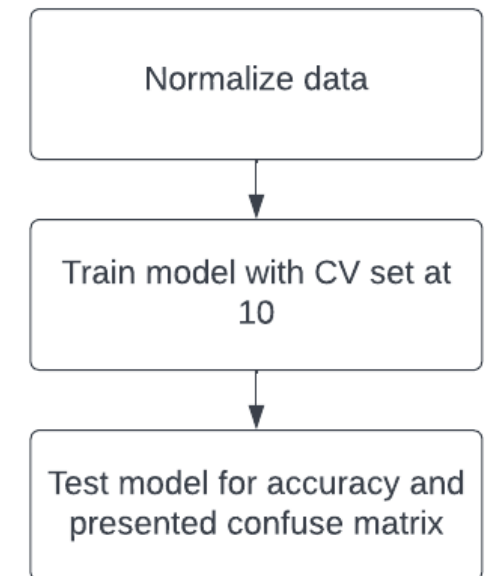 Normalize data
Train model with CV set at
10
Test model for accuracy and
presented confuse matrix